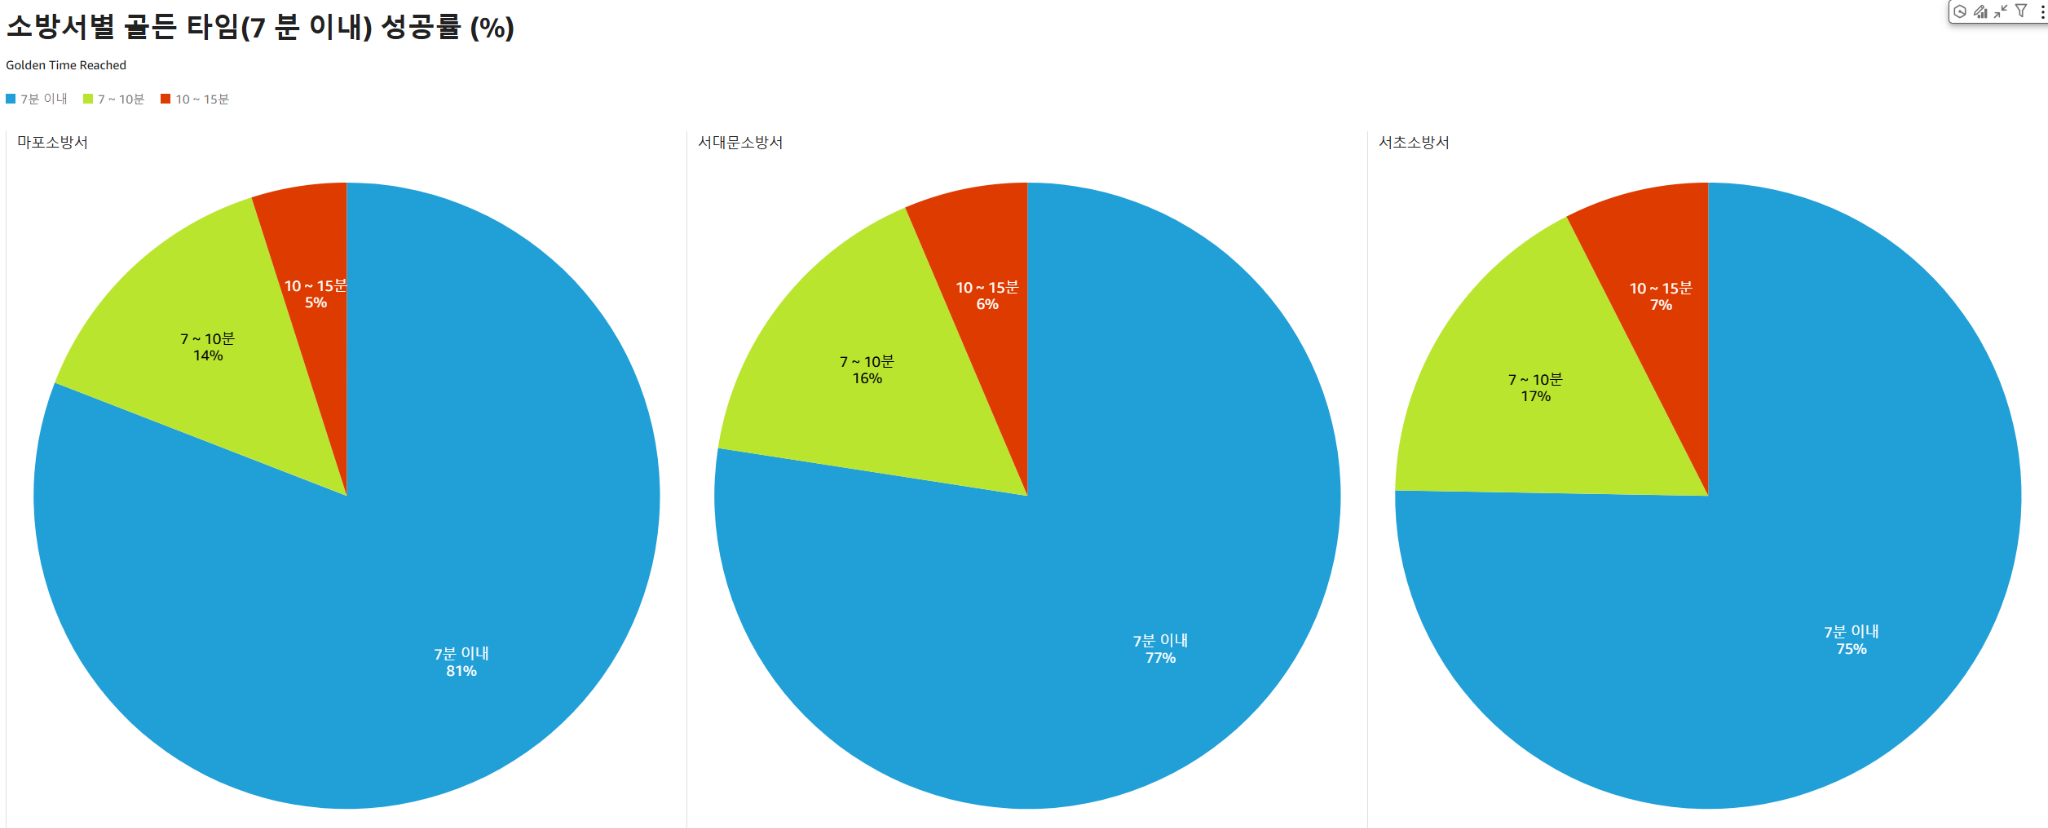 소방서별 골든 타임(7 분 이내) 성공률 (%)
Golden Time Reached
7분 이내 7 ~ 10분 10 ~ 15분
마포소방서
10 ~ 15분
5%
7 ~ 10분
14%
7분 이내
81%
서대문소방서
10 ~ 15분
6%
7 ~ 10분
16%
7분 이내
77%
서초소방서
10 ~ 15분
7%
7 ~ 10분
17%
7분 이내
75%